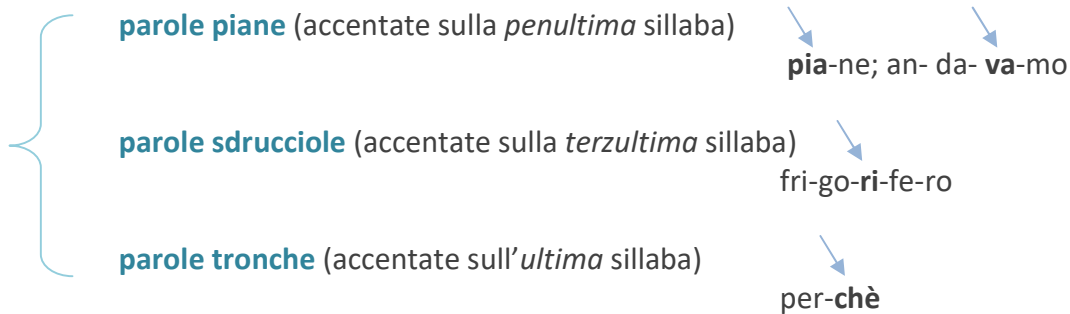 parole piane (accentate sulla penultima sillaba)
pia-ne; an- da- va-mo
parole sdrucciole (accentate sulla terzultima sillaba)
fri-go-ri-fe-ro
parole tronche (accentate sull’ultima sillaba)
per-chè